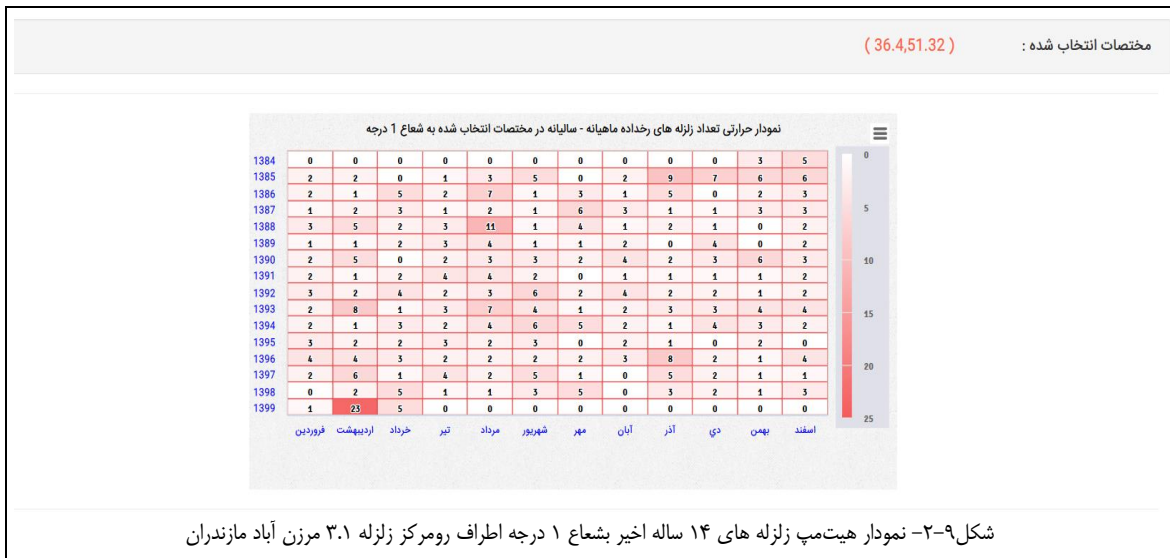 مختصات انتخاب شده : ( 36.4,51.32 )
نمودار حرارتی تعداد زلزله های رخداده ماهیانه - سالیانه در مختصات انتخاب شده به شعاع 1 درجه
1384 0 0 0 0 0 0 0 0 0 0 3 5
1385 2 2 0 1 3 5 0 2 9 7 6 6
1386 2 1 5 2 7 1 3 1 5 0 2 3
1387 1 2 3 1 2 1 6 3 1 1 3 3
1388 3 5 2 3 11 1 4 1 2 1 0 2
1389 1 1 2 3 4 1 1 2 0 4 0 2
1390 2 5 0 2 3 3 2 4 2 3 6 3
1391 2 1 2 4 4 2 0 1 1 1 1 2
1392 3 2 4 2 3 6 2 4 2 2 1 2
1393 2 8 1 3 7 4 1 2 3 3 4 4
1394 2 1 3 2 4 6 5 2 1 4 3 2
1395 3 2 2 3 2 3 0 2 1 0 2 0
1396 4 4 3 2 2 2 2 3 8 2 1 4
1397 2 6 1 4 2 5 1 0 5 2 1 1
1398 0 2 5 1 1 3 5 0 3 2 1 3
1399 1 23 5 0 0 0 0 0 0 0 0 0
فروردین اردیبهشت خرداد تیر مرداد شهریور مهر آبان آذر دي بهمن اسفند
0
5
10
15
20
25
شکل۹-۲- نمودار هیت‌مپ زلزله های ۱۴ ساله اخیر بشعاع ۱ درجه اطراف رومرکز زلزله ۳.۱ مرزن آباد مازندران